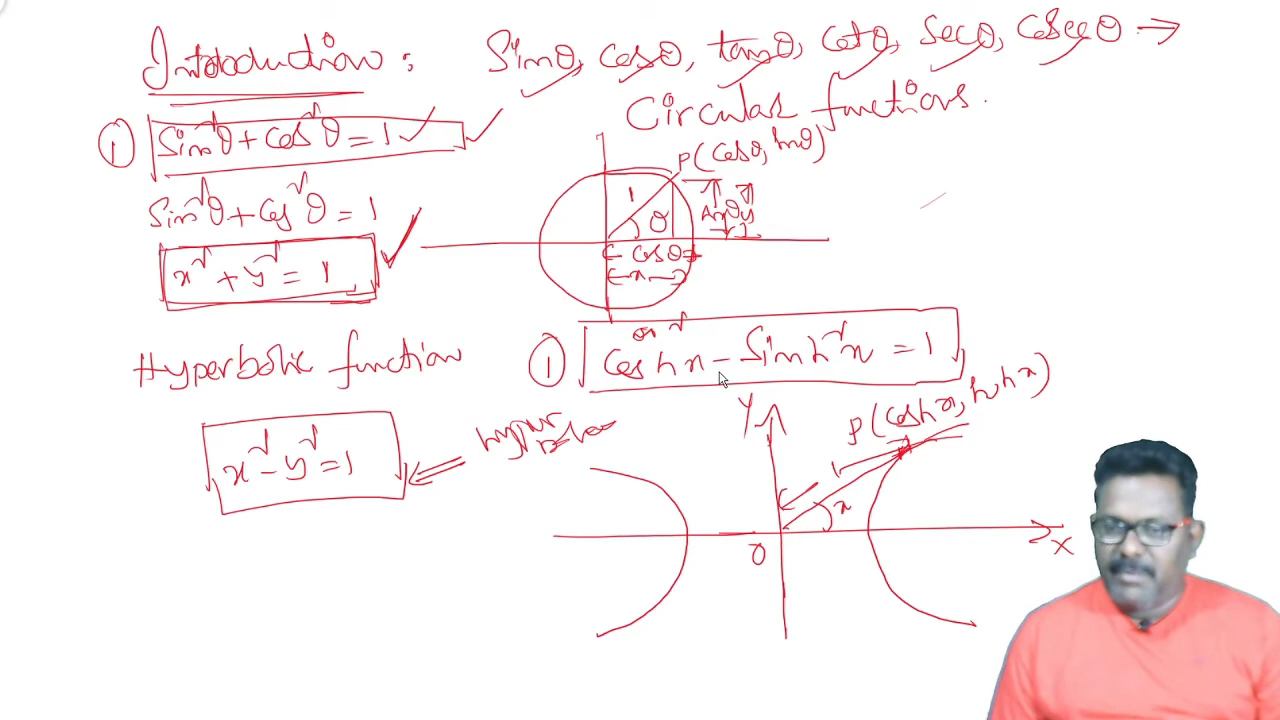 Introduction : Sinθ, cosθ, tanθ, cotθ, secθ, cosecθ →
Circular functions.
① Sin²θ + Cos²θ = 1
P(cosθ, sinθ)
Sin²θ + Cos²θ = 1
1 θ sinθ y
cosθ
x
x² + y² = 1
Hyperbolic function
① Cosh²x - Sinh²x = 1
x² - y² = 1
Y P(coshx, sinhx)
x
O X